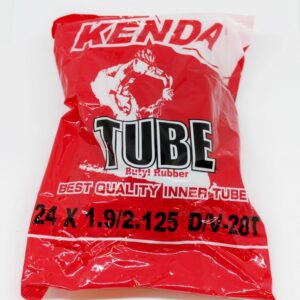 KENDA
TUBE
Butyl Rubber
BEST QUALITY INNER TUBE
24 X 1.9/2.125 D/V-28T